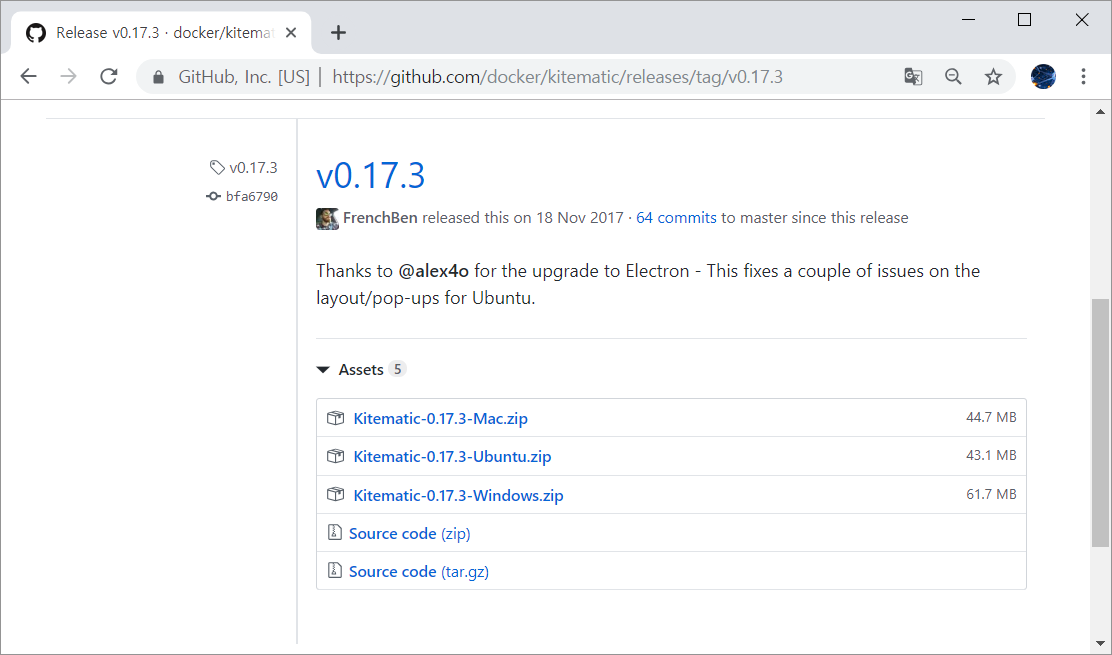 Release v0.17.3 · docker/kitemat
GitHub, Inc. [US] | https://github.com/docker/kitematic/releases/tag/v0.17.3
v0.17.3
bfa6790
v0.17.3
FrenchBen released this on 18 Nov 2017 · 64 commits to master since this release
Thanks to @alex4o for the upgrade to Electron - This fixes a couple of issues on the
layout/pop-ups for Ubuntu.
Assets 5
Kitematic-0.17.3-Mac.zip 44.7 MB
Kitematic-0.17.3-Ubuntu.zip 43.1 MB
Kitematic-0.17.3-Windows.zip 61.7 MB
Source code (zip)
Source code (tar.gz)